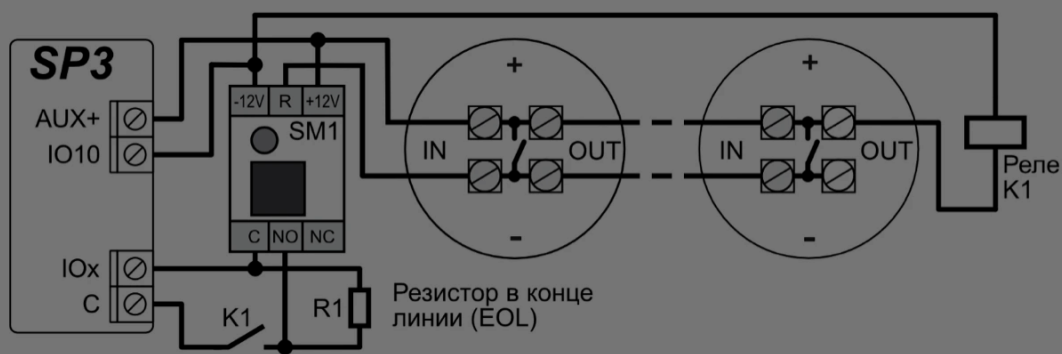 SP3
AUX+
IO10
IOx
C
-12V R +12V
SM1
C NO NC
K1
R1
Резистор в конце
линии (EOL)
+
IN OUT
-
+
IN OUT
-
Реле
K1